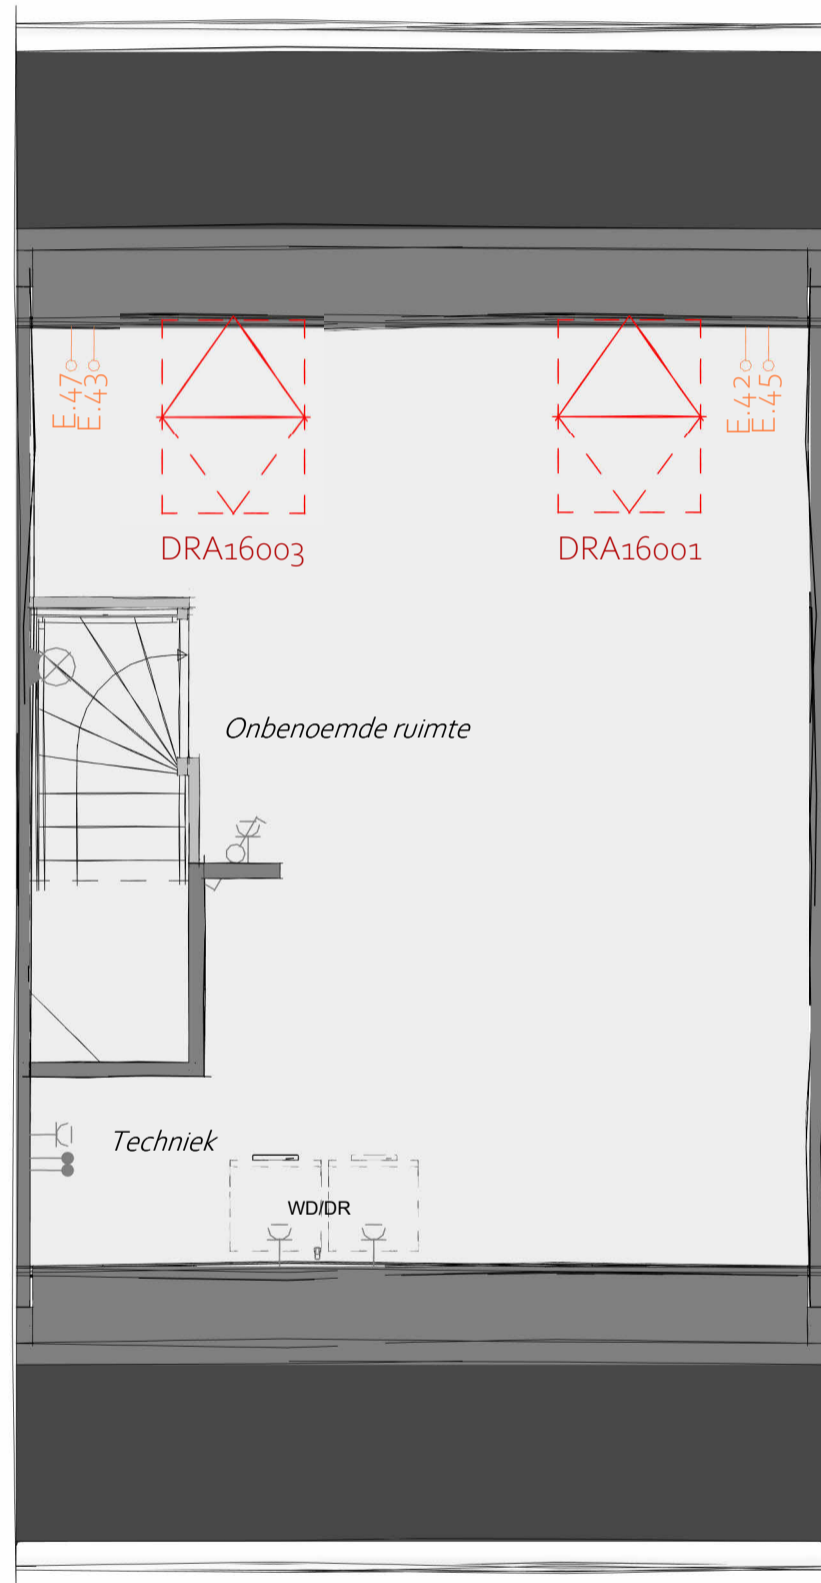 E.47
E.43
E.42
E.45
DRA16003
DRA16001
Onbenoemde ruimte
Techniek
WD/DR